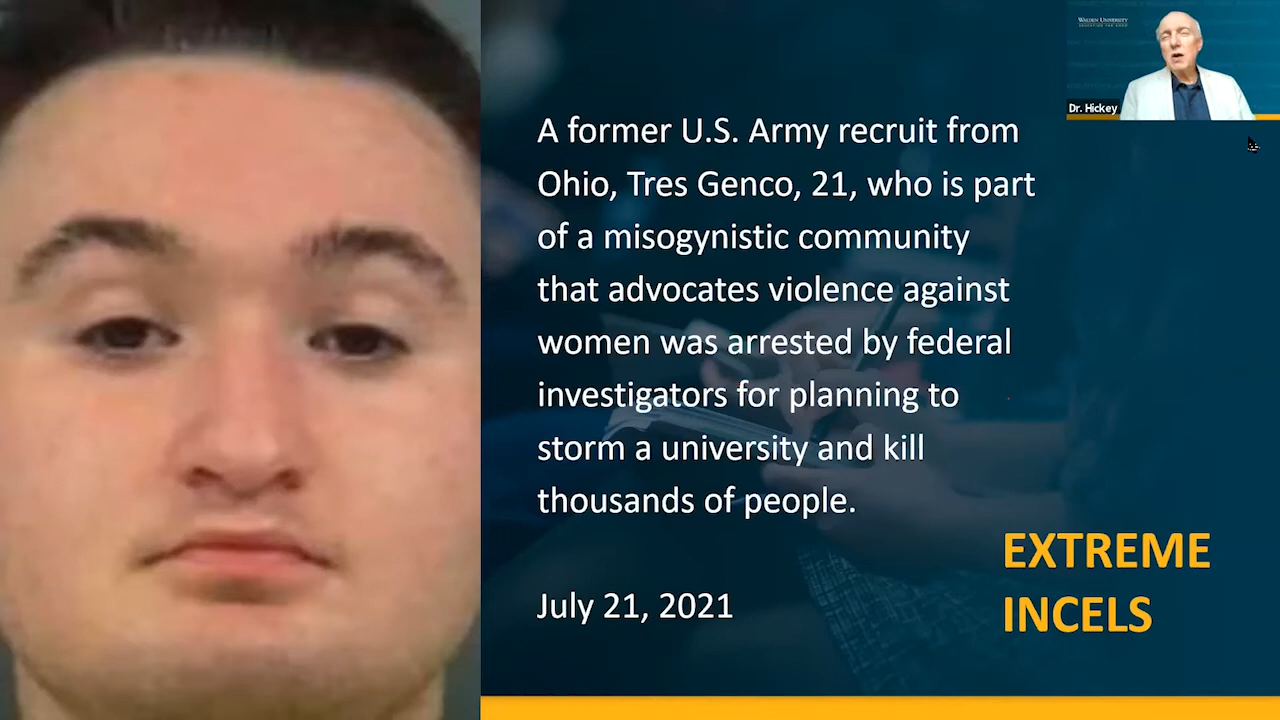 WALDEN UNIVERSITY
Dr. Hickey
A former U.S. Army recruit from
Ohio, Tres Genco, 21, who is part
of a misogynistic community
that advocates violence against
women was arrested by federal
investigators for planning to
storm a university and kill
thousands of people.
July 21, 2021
EXTREME
INCELS